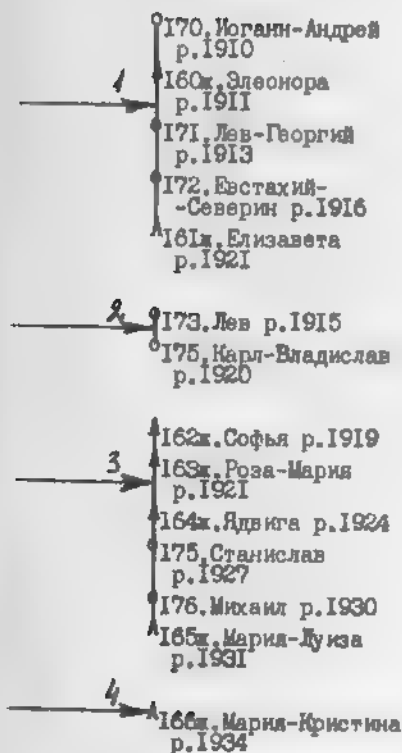 170. Иоганн-Андрей
р.1910
160ж. Элеонора
р.1911
1
171. Лев-Георгий
р.1913
172. Евстахий-
-Северин р.1916
161ж. Елизавета
р.1921
2
173. Лев р.1915
175. Карл-Владислав
р.1920
162ж. Софья р.1919
163ж. Роза-Мария
р.1921
3
164ж. Ядвига р.1924
175. Станислав
р.1927
176. Михаил р.1930
165ж. Мария-Луиза
р.1931
4
166ж. Мария-Кристина
р.1934